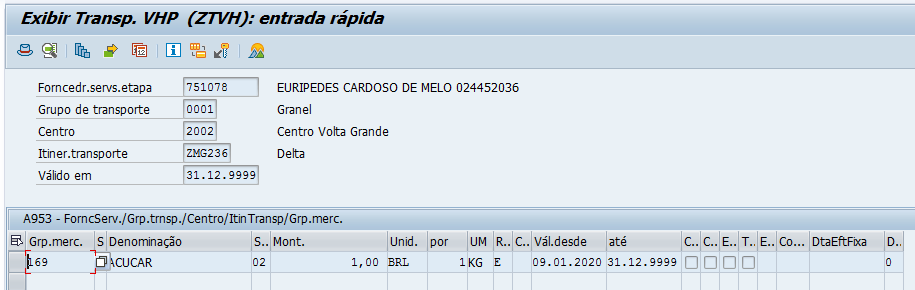 Exibir Transp. VHP (ZTVH): entrada rápida
Forncedr.servs.etapa 751078 EURIPEDES CARDOSO DE MELO 024452036
Grupo de transporte 0001 Granel
Centro 2002 Centro Volta Grande
Itiner.transporte ZMG236 Delta
Válido em 31.12.9999
A953 - ForncServ./Grp.trnsp./Centro/ItinTransp/Grp.merc.
Grp.merc. S Denominação S.. Mont. Unid. por UM R.. C.. Vál.desde até C.. C.. E.. T.. E.. Co... DtaEftFixa D..
169 ACUCAR 02 1,00 BRL 1 KG E 09.01.2020 31.12.9999 0